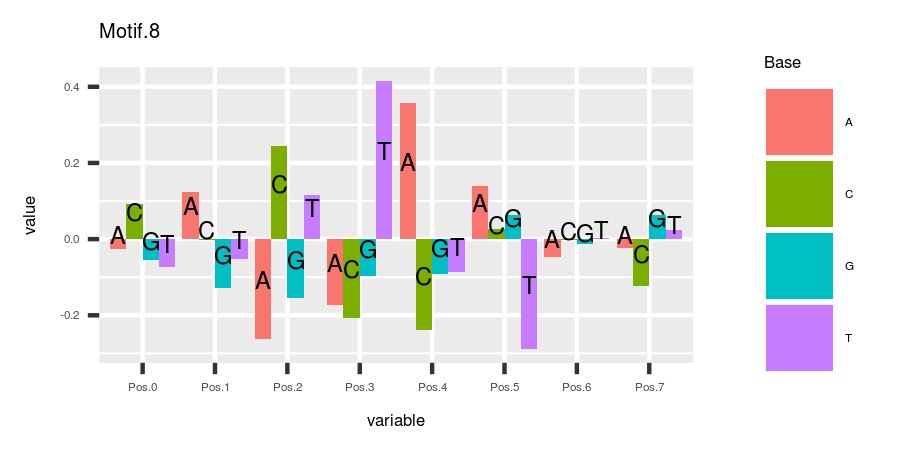 Motif.8
Base
0.4
0.2
0.0
-0.2
value
A C G T A C G T A C G T A C G T A C G T A C G T A C G T A C G T
Pos.0 Pos.1 Pos.2 Pos.3 Pos.4 Pos.5 Pos.6 Pos.7
variable
A
C
G
T